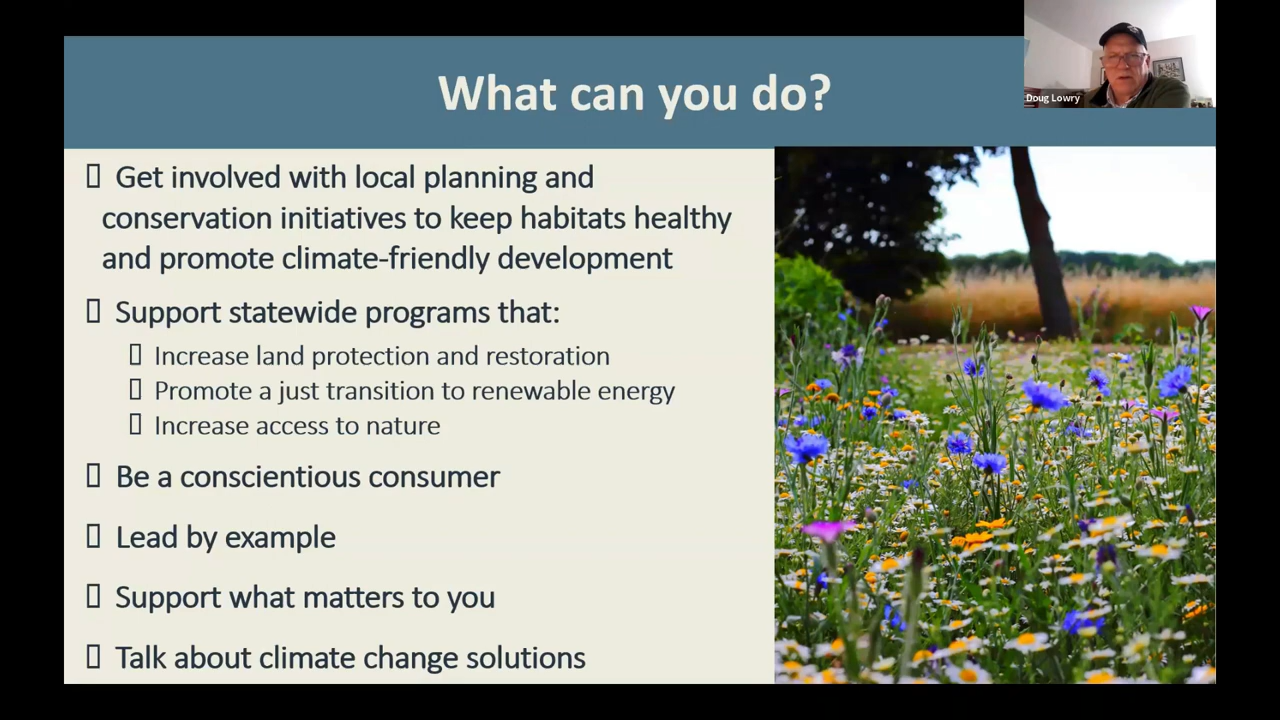 What can you do?
Doug Lowry
Get involved with local planning and
conservation initiatives to keep habitats healthy
and promote climate-friendly development
Support statewide programs that:
Increase land protection and restoration
Promote a just transition to renewable energy
Increase access to nature
Be a conscientious consumer
Lead by example
Support what matters to you
Talk about climate change solutions